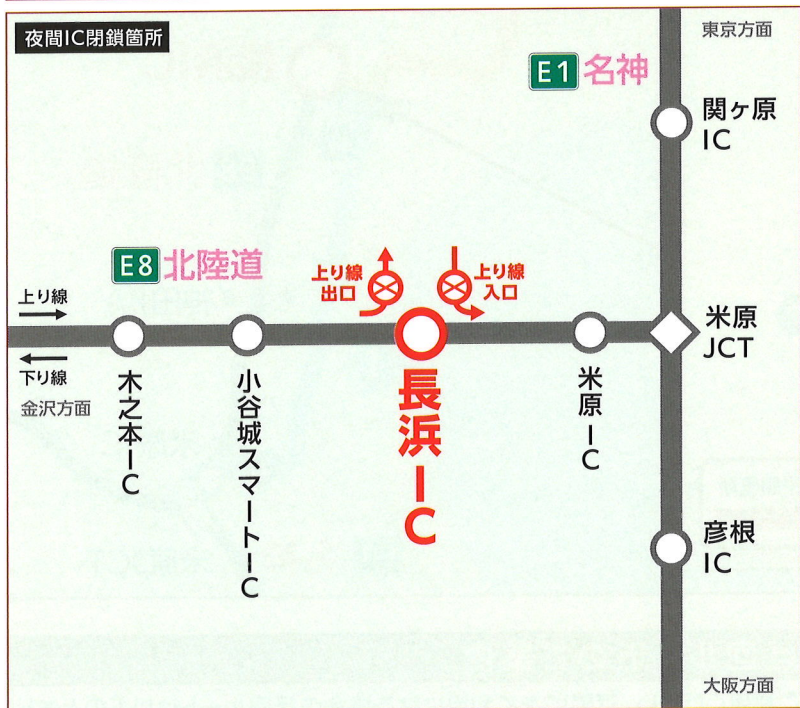 夜間IC閉鎖箇所
東京方面
E1 名神
関ヶ原
IC
E8 北陸道
上り線
出口
上り線
入口
上り線
下り線
金沢方面
木之本IC
小谷城スマートIC
長浜IC
米原IC
米原
JCT
彦根
IC
大阪方面